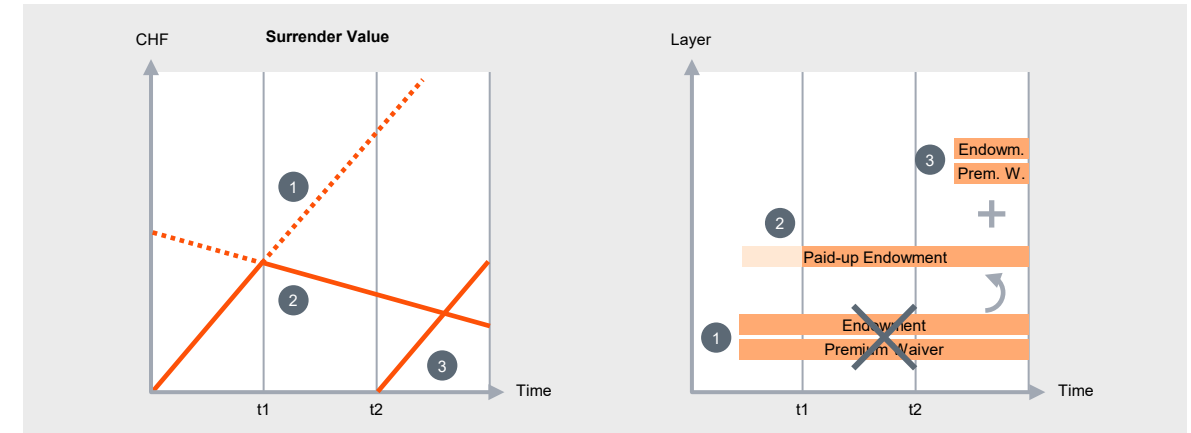 CHF
Surrender Value
1
2
3
t1
t2
Time
Layer
3
Endowm.
Prem. W.
2
Paid-up Endowment
1
Endowment
Premium Waiver
t1
t2
Time